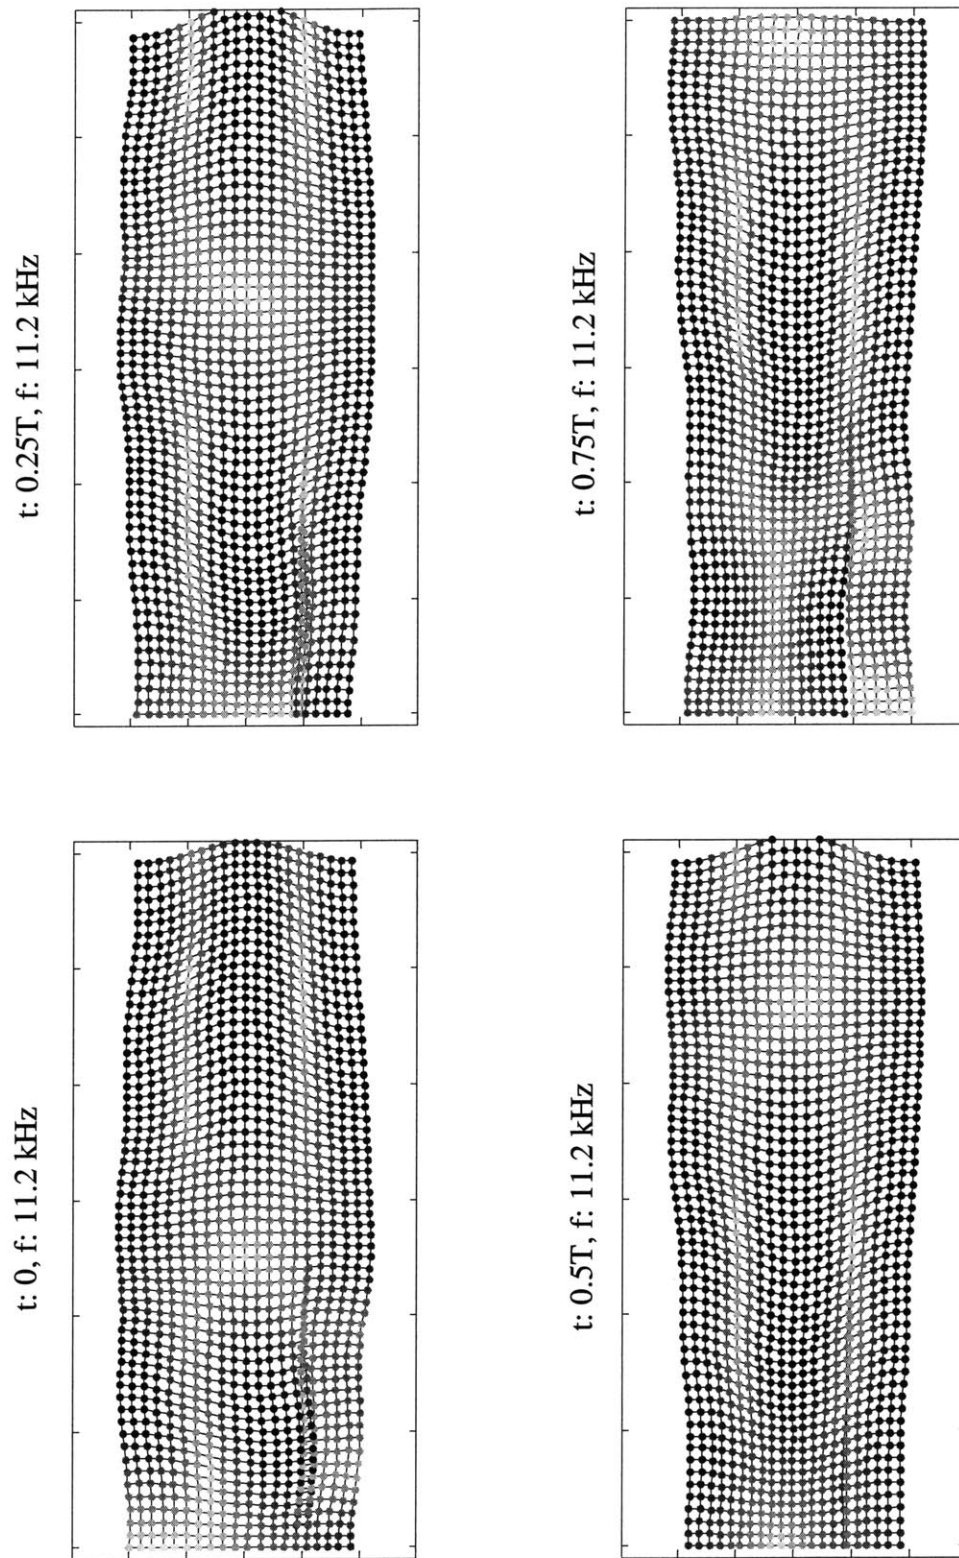 t: 0, f: 11.2 kHz
t: 0.25T, f: 11.2 kHz
t: 0.5T, f: 11.2 kHz
t: 0.75T, f: 11.2 kHz